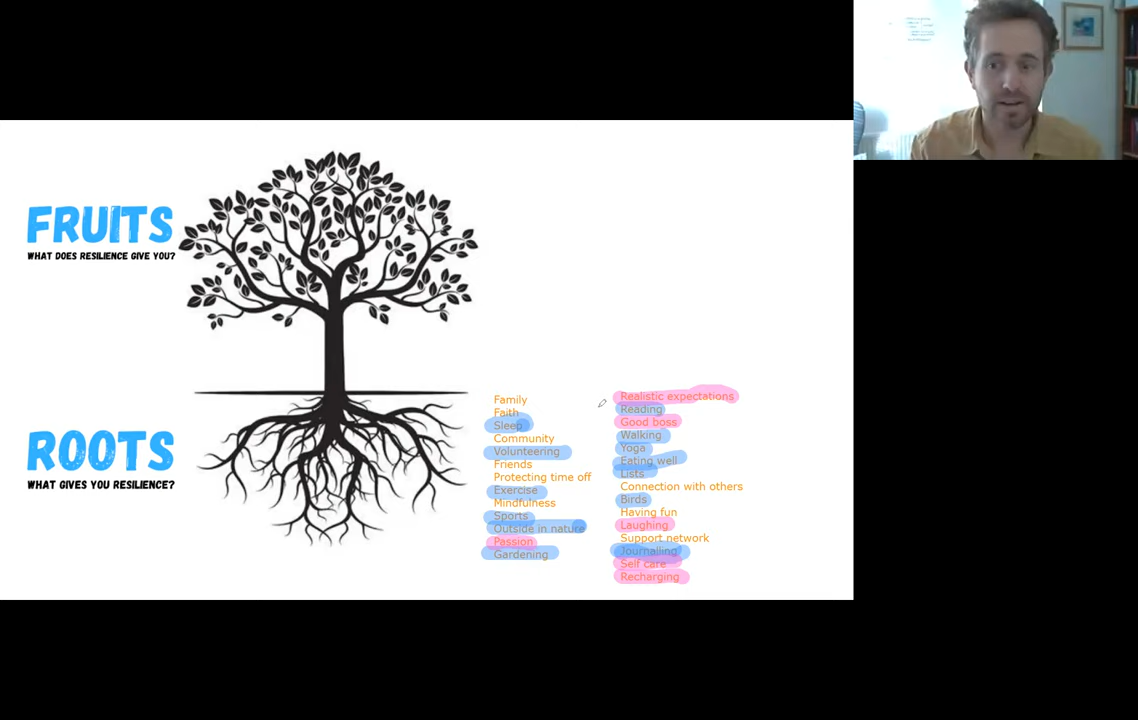 FRUITS
WHAT DOES RESILIENCE GIVE YOU?
ROOTS
WHAT GIVES YOU RESILIENCE?
Family
Faith
Sleep
Community
Volunteering
Friends
Protecting time off
Exercise
Mindfulness
Sports
Outside in nature
Passion
Gardening
Realistic expectations
Reading
Good boss
Walking
Yoga
Eating well
Lists
Connection with others
Birds
Having fun
Laughing
Support network
Journalling
Self care
Recharging